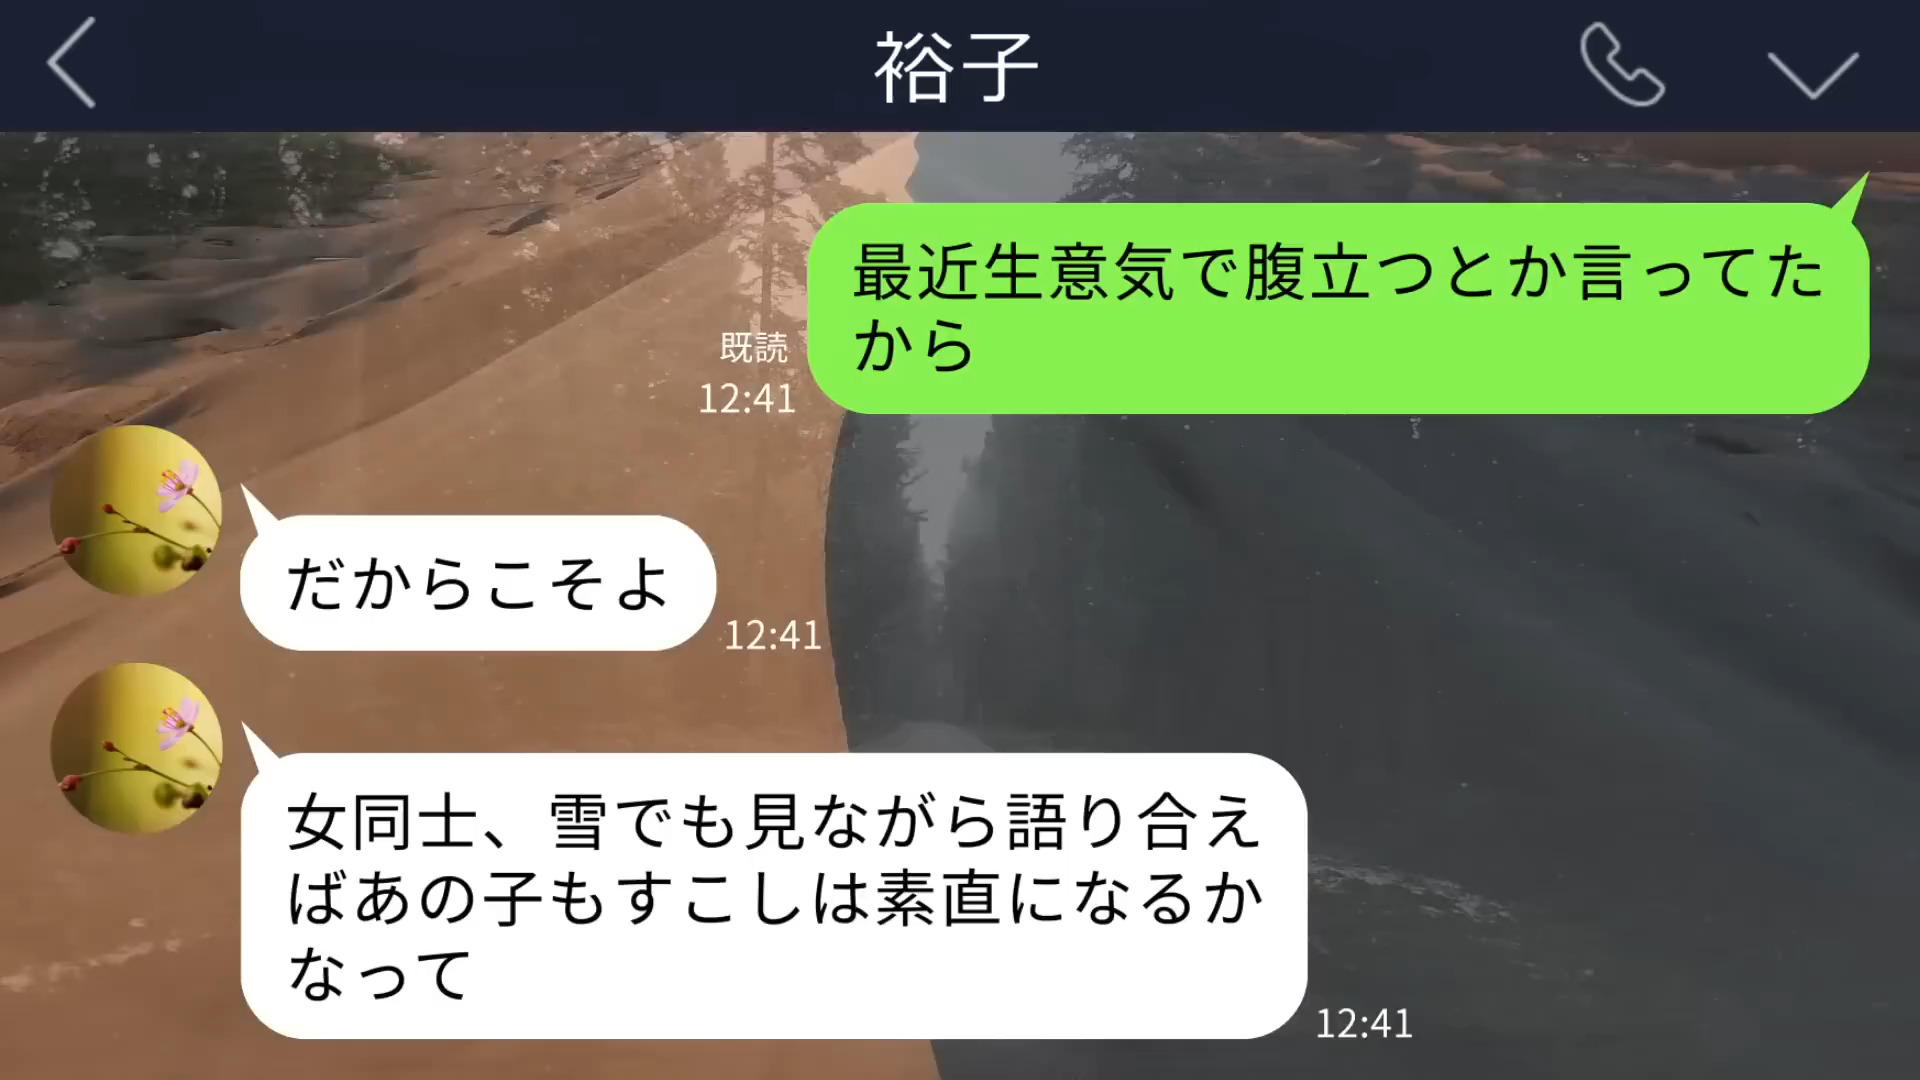 裕子
最近生意気で腹立つとか言ってた
から
既読
12:41
だからこそよ
12:41
女同士、雪でも見ながら語り合え
ばあの子もすこしは素直になるか
なって
12:41